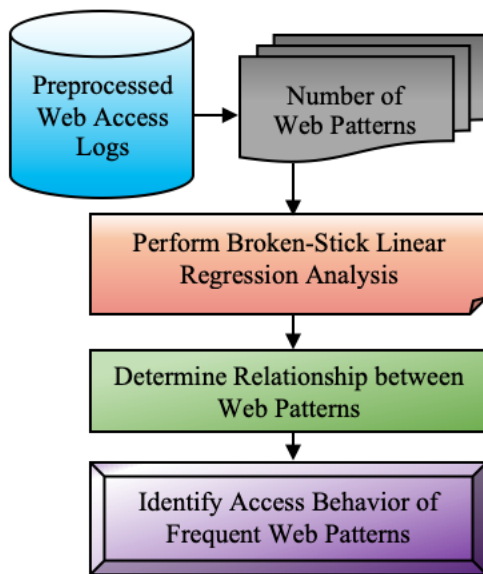 Preprocessed
Web Access
Logs
Number of
Web Patterns
Perform Broken-Stick Linear
Regression Analysis
Determine Relationship between
Web Patterns
Identify Access Behavior of
Frequent Web Patterns